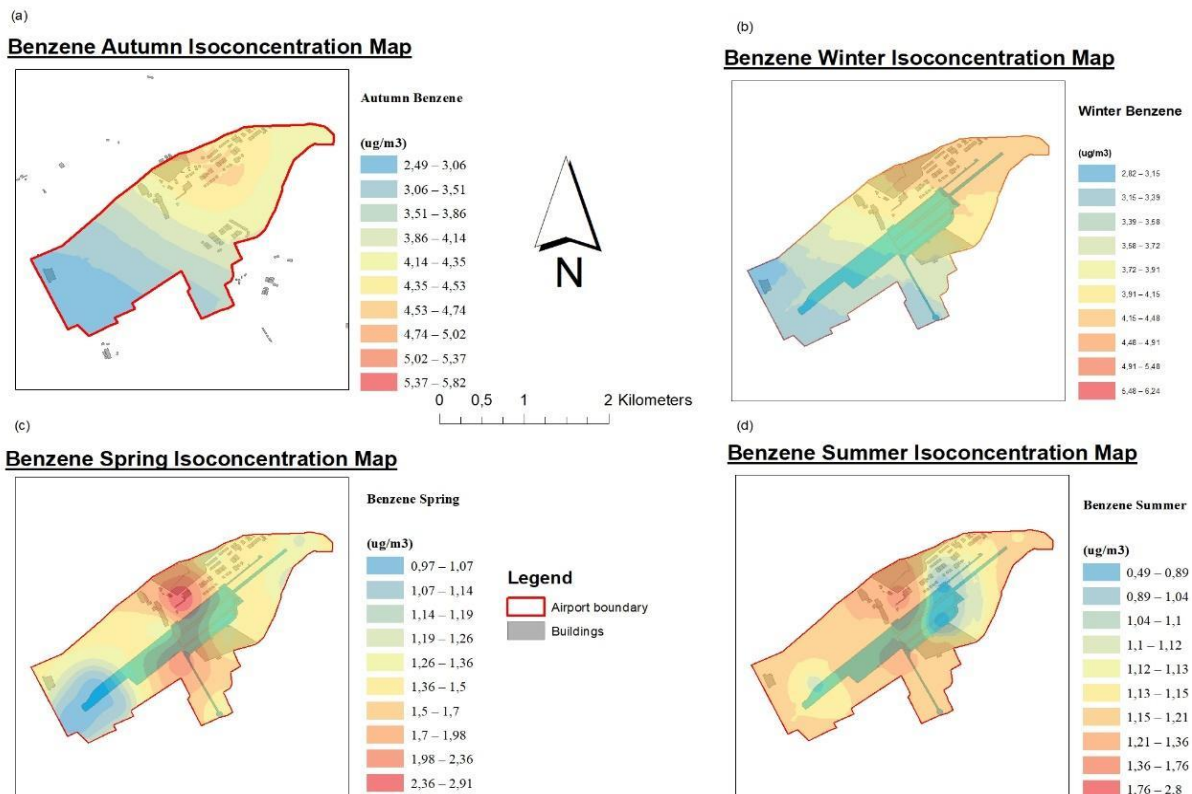 (a)
Benzene Autumn Isoconcentration Map
Autumn Benzene
(ug/m3)
2,49 – 3,06
3,06 – 3,51
3,51 – 3,86
3,86 – 4,14
4,14 – 4,35
4,35 – 4,53
4,53 – 4,74
4,74 – 5,02
5,02 – 5,37
5,37 – 5,82
N
0 0,5 1 2 Kilometers
(b)
Benzene Winter Isoconcentration Map
Winter Benzene
(ug/m3)
2,82 – 3,15
3,15 – 3,39
3,39 – 3,58
3,58 – 3,72
3,72 – 3,91
3,91 – 4,15
4,15 – 4,48
4,48 – 4,91
4,91 – 5,48
5,48 – 6,24
(c)
Benzene Spring Isoconcentration Map
Benzene Spring
(ug/m3)
0,97 – 1,07
1,07 – 1,14
1,14 – 1,19
1,19 – 1,26
1,26 – 1,36
1,36 – 1,5
1,5 – 1,7
1,7 – 1,98
1,98 – 2,36
2,36 – 2,91
Legend
Airport boundary
Buildings
(d)
Benzene Summer Isoconcentration Map
Benzene Summer
(ug/m3)
0,49 – 0,89
0,89 – 1,04
1,04 – 1,1
1,1 – 1,12
1,12 – 1,13
1,13 – 1,15
1,15 – 1,21
1,21 – 1,36
1,36 – 1,76
1,76 – 2,8